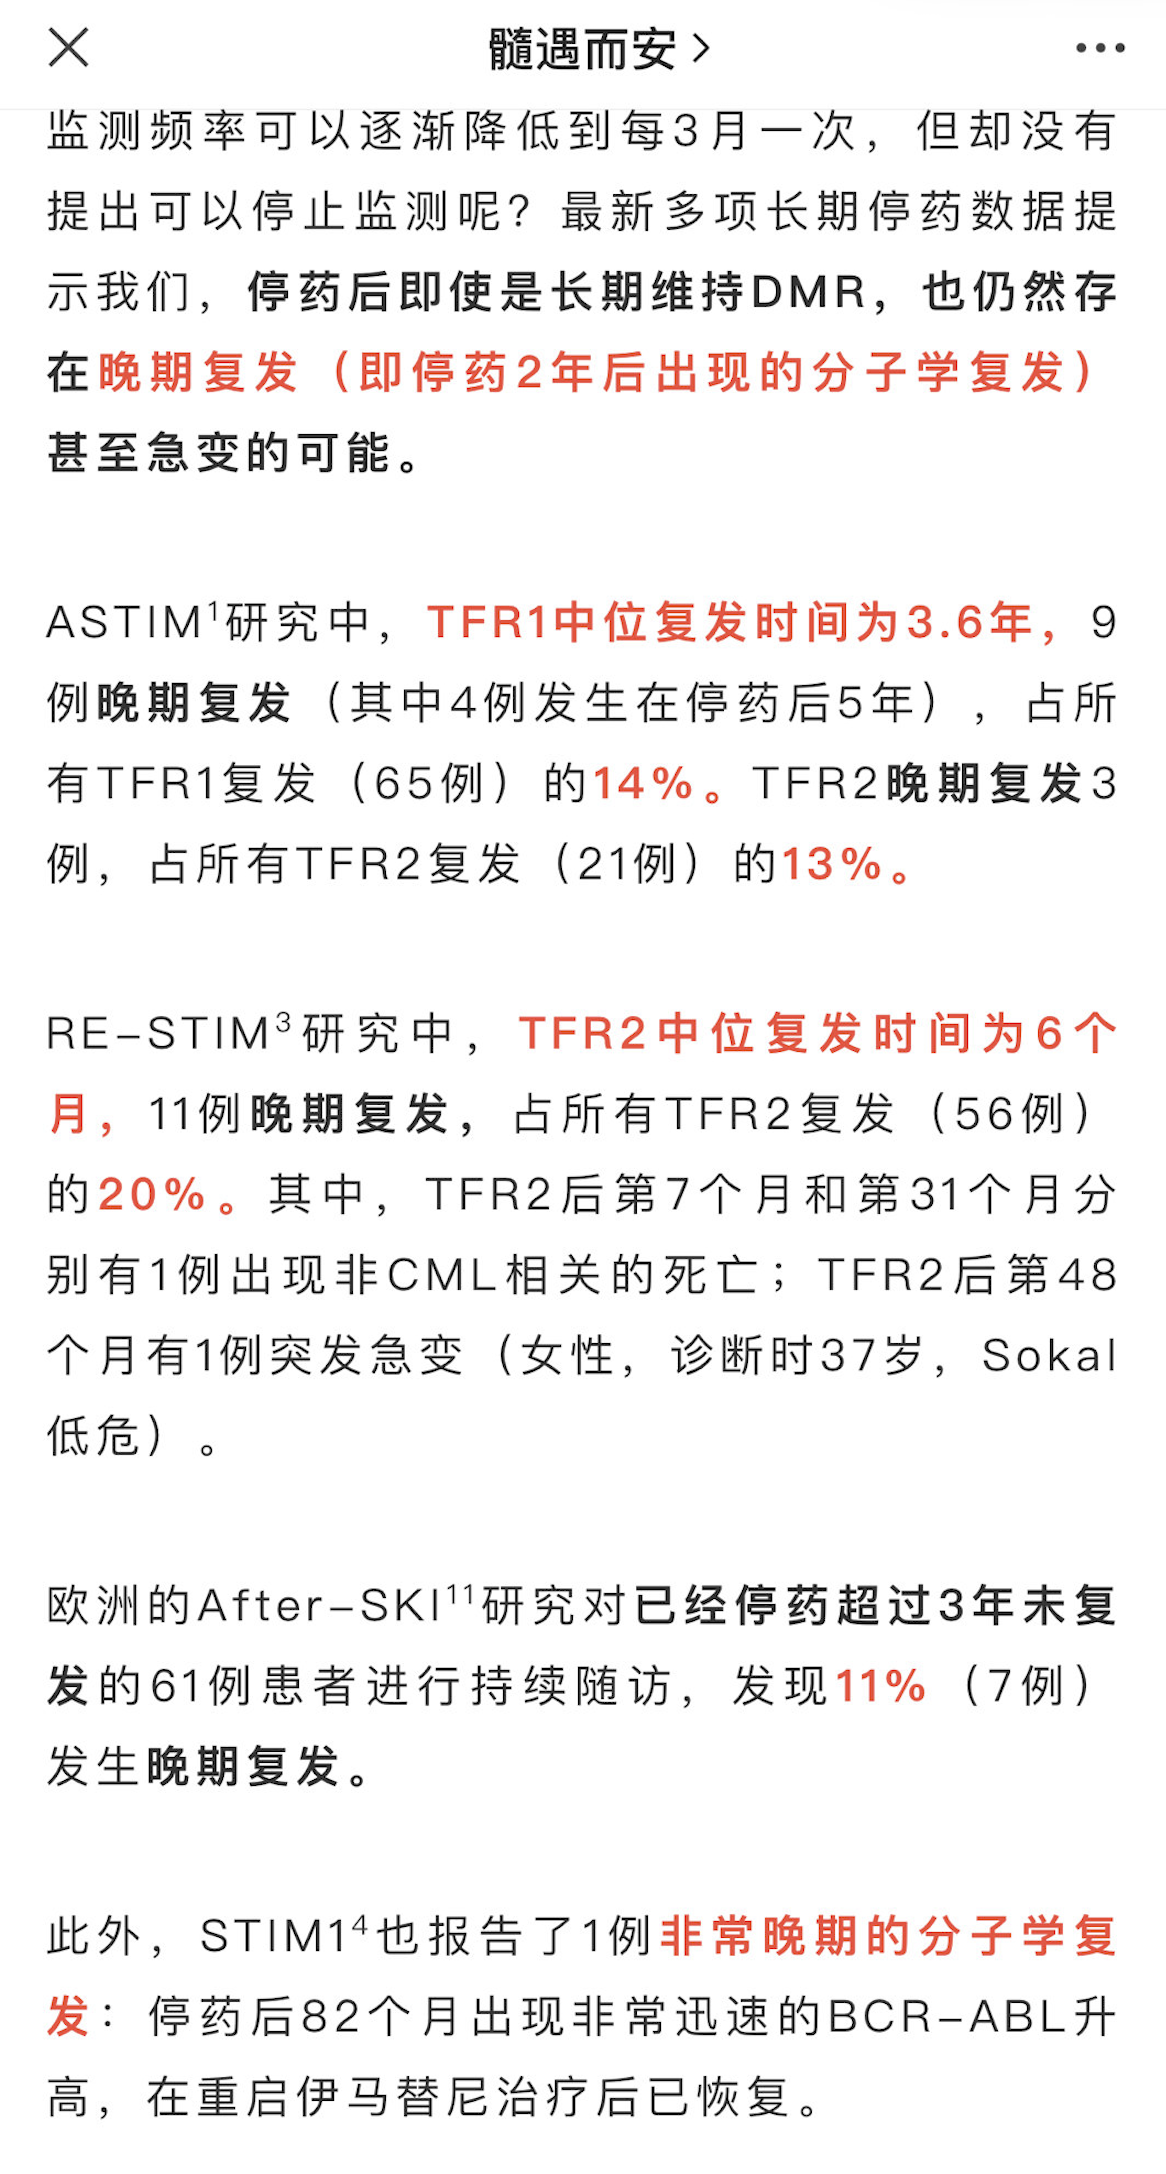 髓遇而安
监测频率可以逐渐降低到每3月一次，但却没有
提出可以停止监测呢？最新多项长期停药数据提
示我们，停药后即使是长期维持DMR，也仍然存
在晚期复发（即停药2年后出现的分子学复发）
甚至急变的可能。
ASTIM¹研究中，TFR1中位复发时间为3.6年，9
例晚期复发（其中4例发生在停药后5年），占所
有TFR1复发（65例）的14%。TFR2晚期复发3
例，占所有TFR2复发（21例）的13%。
RE-STIM³研究中，TFR2中位复发时间为6个
月，11例晚期复发，占所有TFR2复发（56例）
的20%。其中，TFR2后第7个月和第31个月分
别有1例出现非CML相关的死亡；TFR2后第48
个月有1例突发急变（女性，诊断时37岁，Sokal
低危）。
欧洲的After-SKI¹¹研究对已经停药超过3年未复
发的61例患者进行持续随访，发现11%（7例）
发生晚期复发。
此外，STIM1⁴也报告了1例非常晚期的分子学复
发：停药后82个月出现非常迅速的BCR-ABL升
高，在重启伊马替尼治疗后已恢复。